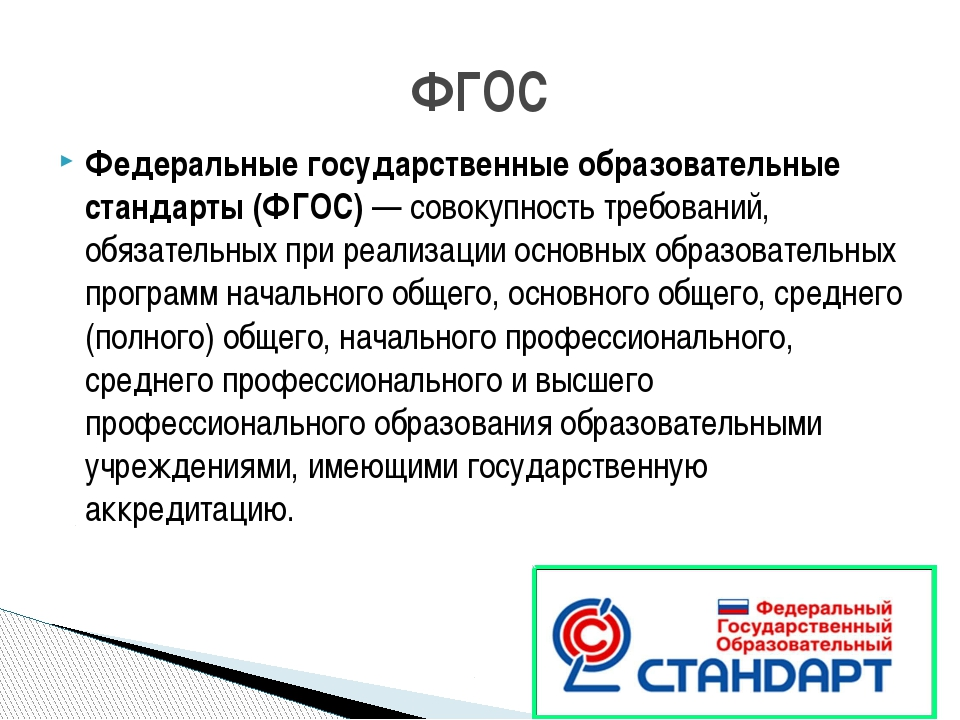 ФГОС
Федеральные государственные образовательные
стандарты (ФГОС) — совокупность требований,
обязательных при реализации основных образовательных
программ начального общего, основного общего, среднего
(полного) общего, начального профессионального,
среднего профессионального и высшего
профессионального образования образовательными
учреждениями, имеющими государственную
аккредитацию.
Федеральный
Государственный
Образовательный
СТАНДАРТ